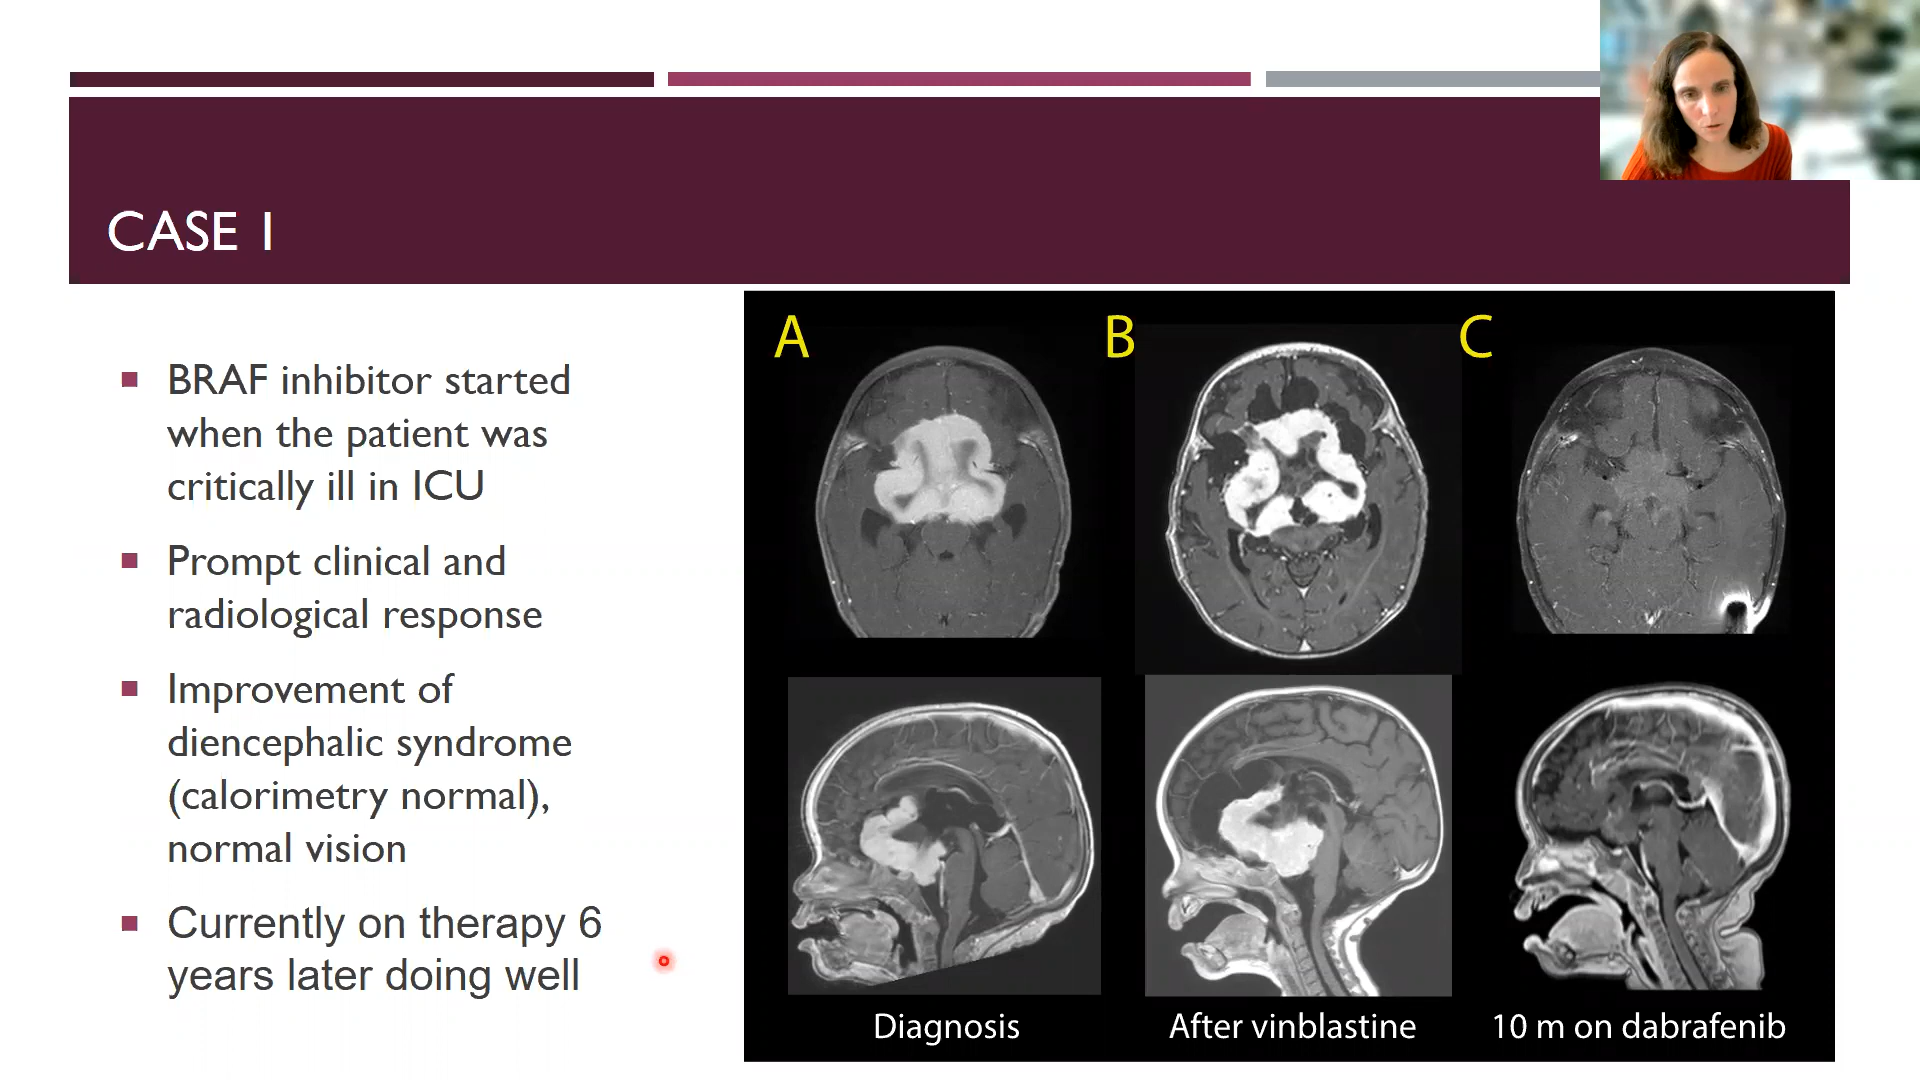 CASE 1
BRAF inhibitor started
when the patient was
critically ill in ICU
Prompt clinical and
radiological response
Improvement of
diencephalic syndrome
(calorimetry normal),
normal vision
Currently on therapy 6
years later doing well
A
B
C
Diagnosis
After vinblastine
10 m on dabrafenib